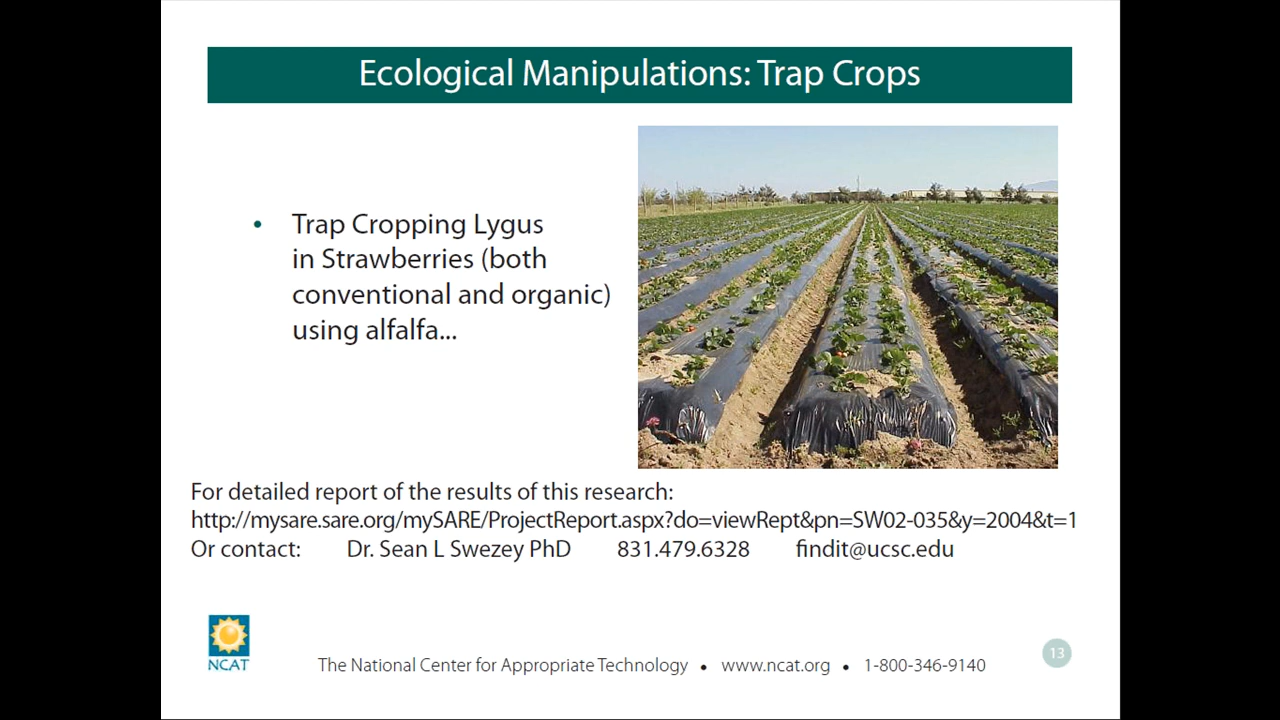 Ecological Manipulations: Trap Crops
• Trap Cropping Lygus
in Strawberries (both
conventional and organic)
using alfalfa...
For detailed report of the results of this research:
http://mysare.sare.org/mySARE/ProjectReport.aspx?do=viewRept&pn=SW02-035&y=2004&t=1
Or contact: Dr. Sean L Swezey PhD 831.479.6328 findit@ucsc.edu
NCAT
The National Center for Appropriate Technology • www.ncat.org • 1-800-346-9140
13